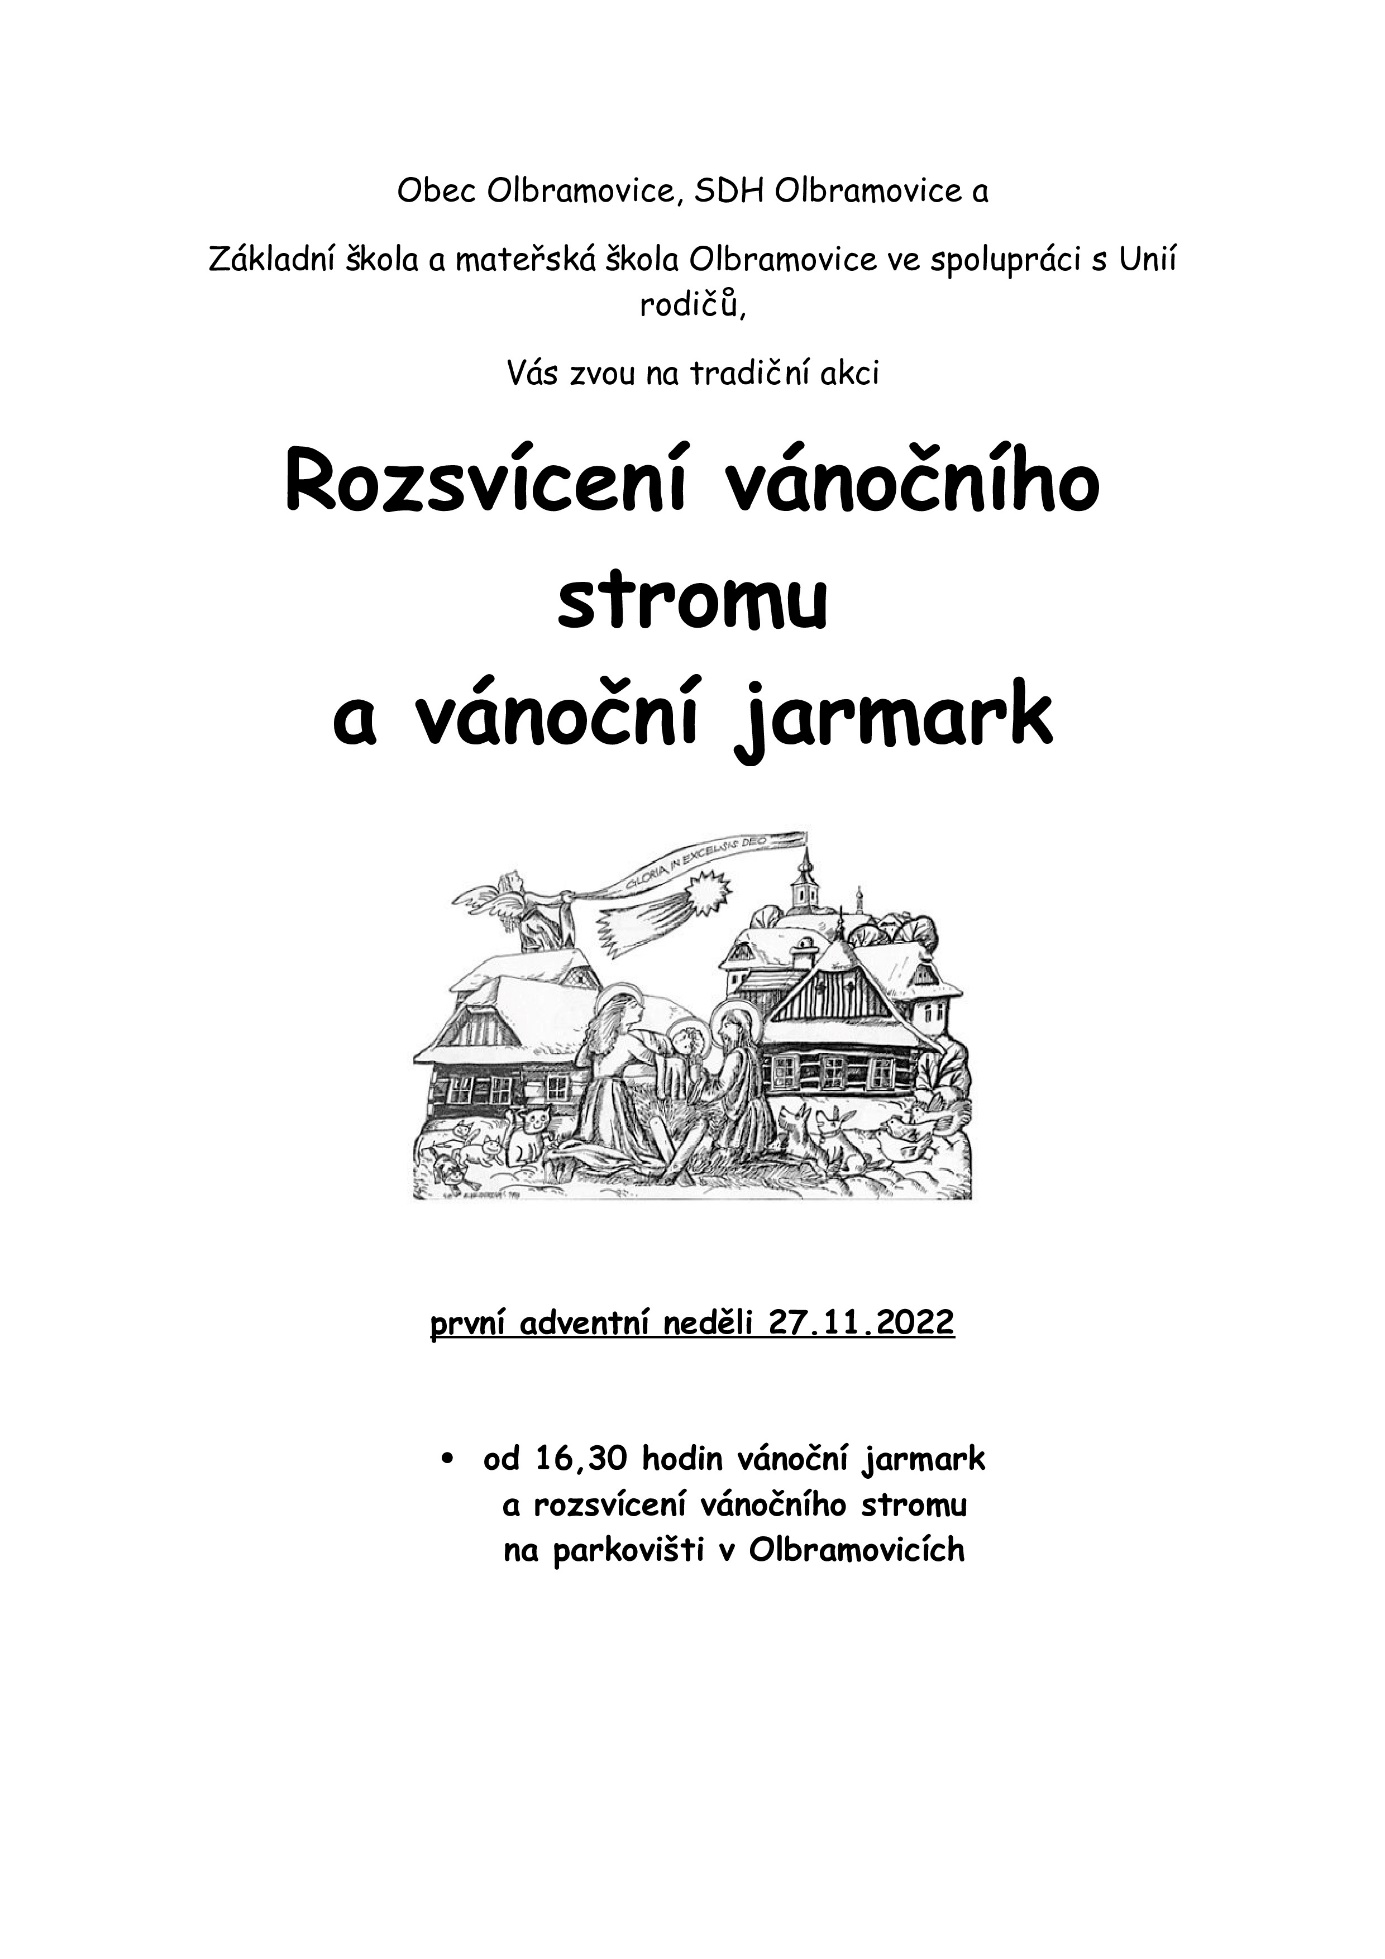 Obec Olbramovice, SDH Olbramovice a
Základní škola a mateřská škola Olbramovice ve spolupráci s Unií
rodičů,
Vás zvou na tradiční akci
Rozsvícení vánočního
stromu
a vánoční jarmark
GLORIA IN EXCELSIS DEO
první adventní neděli 27.11.2022
• od 16,30 hodin vánoční jarmark
a rozsvícení vánočního stromu
na parkovišti v Olbramovicích